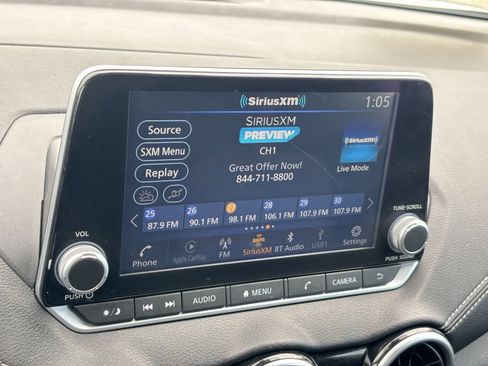 SiriusXM
1:05
Source
SXM Menu
Replay
SIRIUSXM
PREVIEW
CH1
Great Offer Now!
844-711-8800
SiriusXM
Live Mode
25 26 27 28 29 30
87.9 FM 90.1 FM 98.1 FM 106.1 FM 107.9 FM 107.9 FM
Phone Apple CarPlay FM SiriusXM BT Audio USB1 Settings
VOL
PUSH
TUNE·SCROLL
PUSH SOUND
AUDIO MENU CAMERA